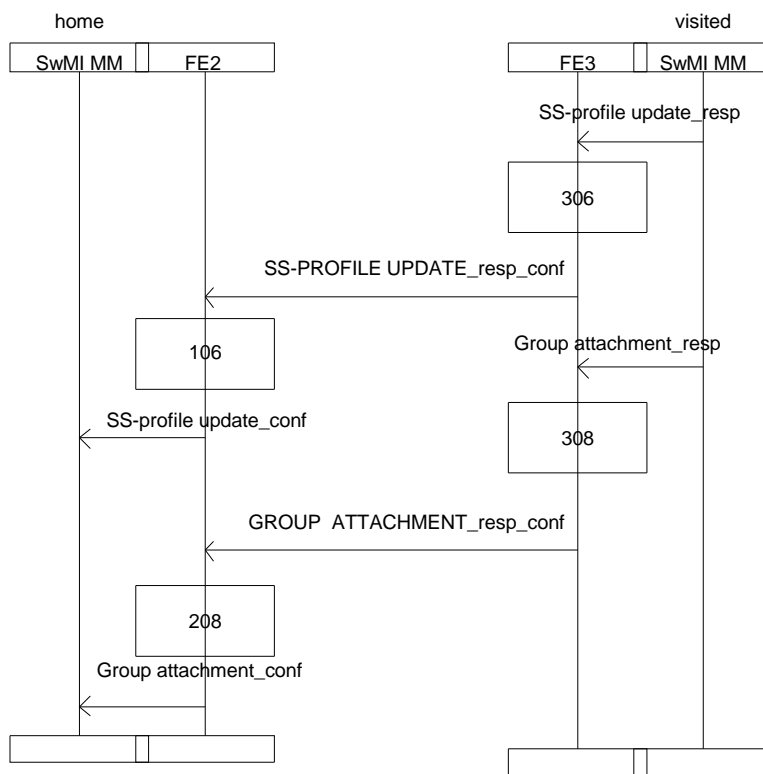 home visited
SwMI MM FE2 FE3 SwMI MM
SS-profile update_resp
306
SS-PROFILE UPDATE_resp_conf
106
Group attachment_resp
SS-profile update_conf
308
GROUP ATTACHMENT_resp_conf
208
Group attachment_conf